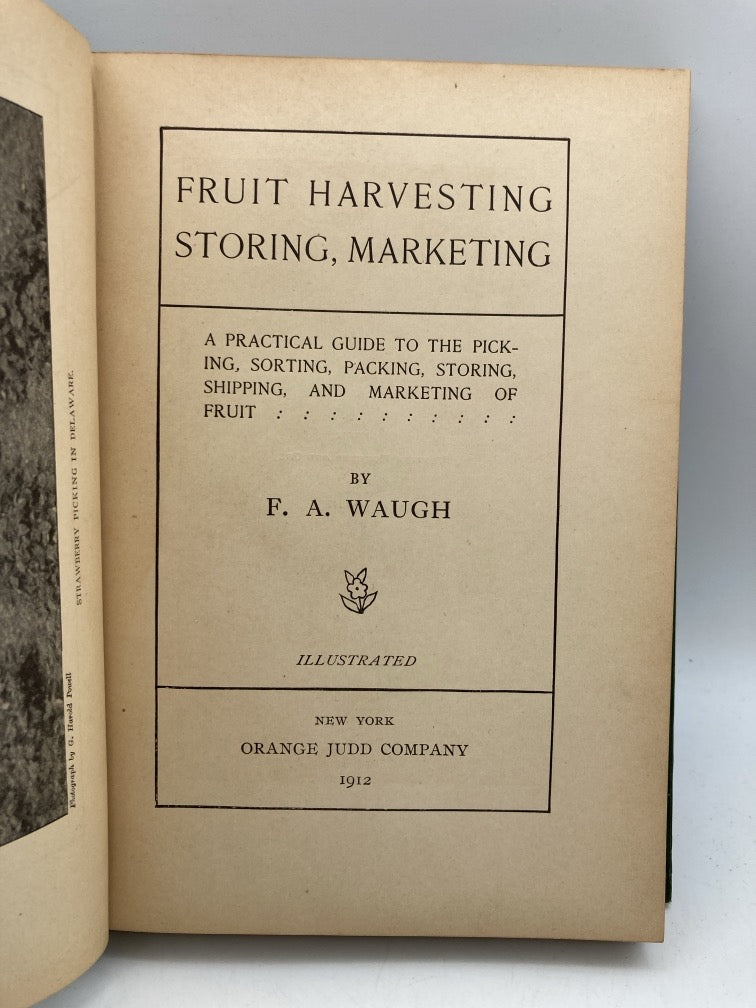 STRAWBERRY PICKING IN DELAWARE.
Photograph by G. Harold Powell
FRUIT HARVESTING
STORING, MARKETING
A PRACTICAL GUIDE TO THE PICK-
ING, SORTING, PACKING, STORING,
SHIPPING, AND MARKETING OF
FRUIT : : : : : : : : : :
BY
F. A. WAUGH
ILLUSTRATED
NEW YORK
ORANGE JUDD COMPANY
1912